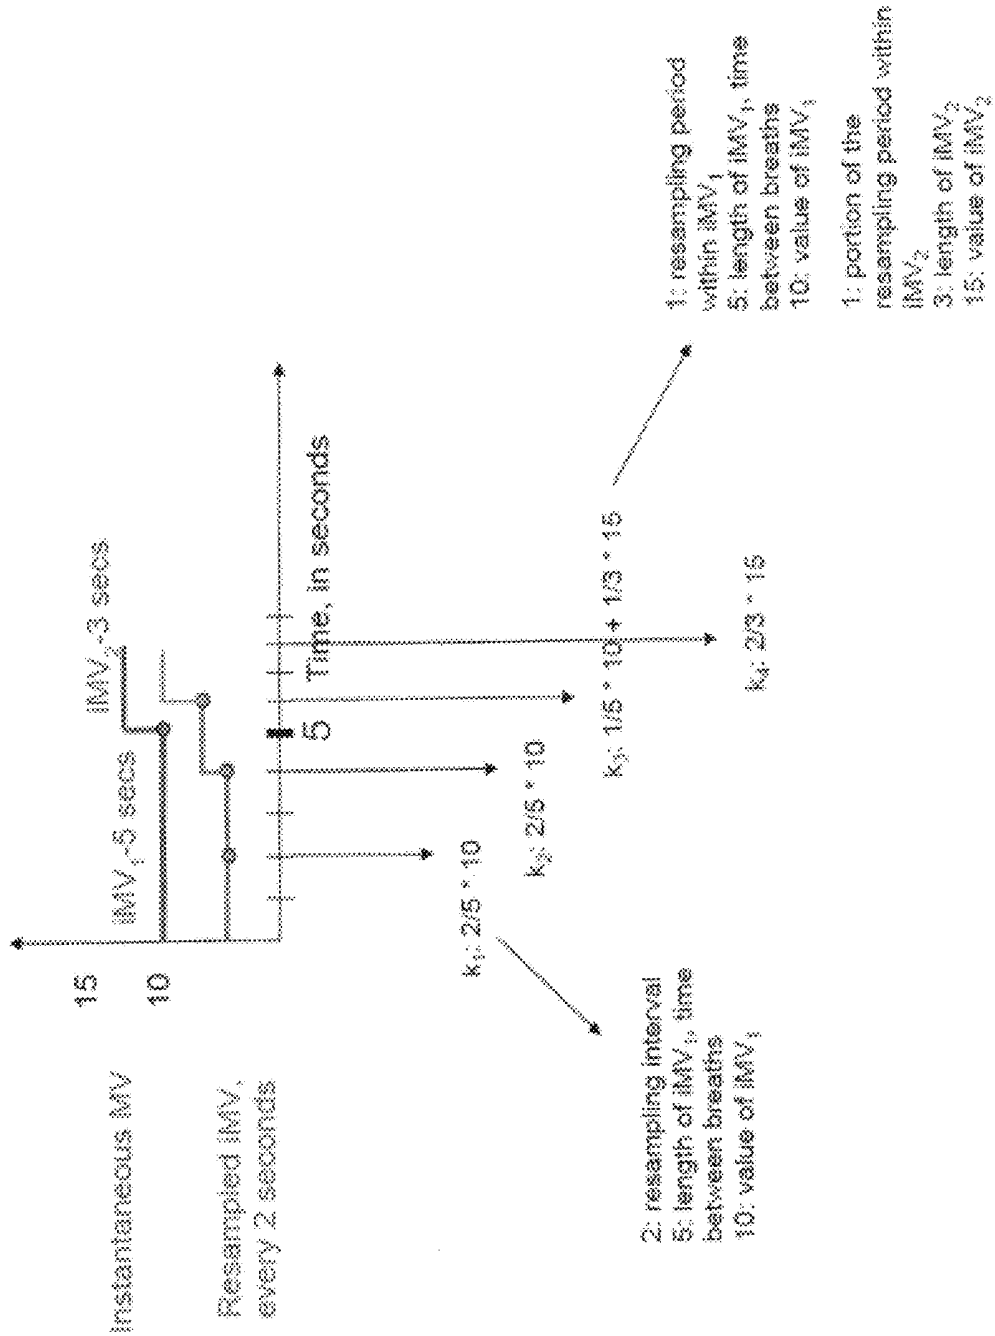 Instantaneous MV
15
10
Resampled iMV,
every 2 seconds
iMV₁-5 secs
iMV₂-3 secs
5
Time, in seconds
k₁: 2/5 * 10
k₂: 2/5 * 10
k₃: 1/5 * 10 + 1/3 * 15
k₄: 2/3 * 15
2: resampling interval
5: length of iMV₁, time
between breaths
10: value of iMV₁
1: resampling period
within iMV₁
5: length of iMV₁, time
between breaths
10: value of iMV₁
1: portion of the
resampling period within
iMV₂
3: length of iMV₂
15: value of iMV₂